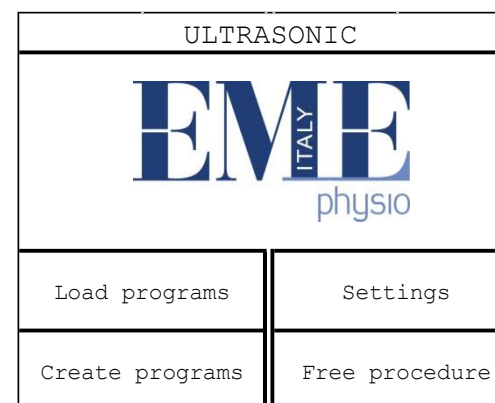 ULTRASONIC
EME
ITALY
physio
Load programs Settings
Create programs Free procedure